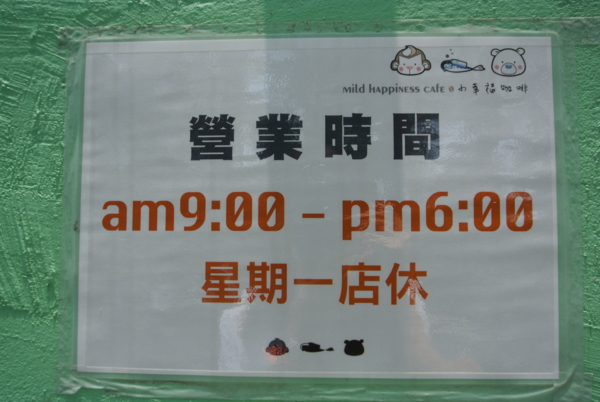 Mild Happiness Cafe 小幸福咖啡
營業時間
am9:00 – pm6:00
星期一店休